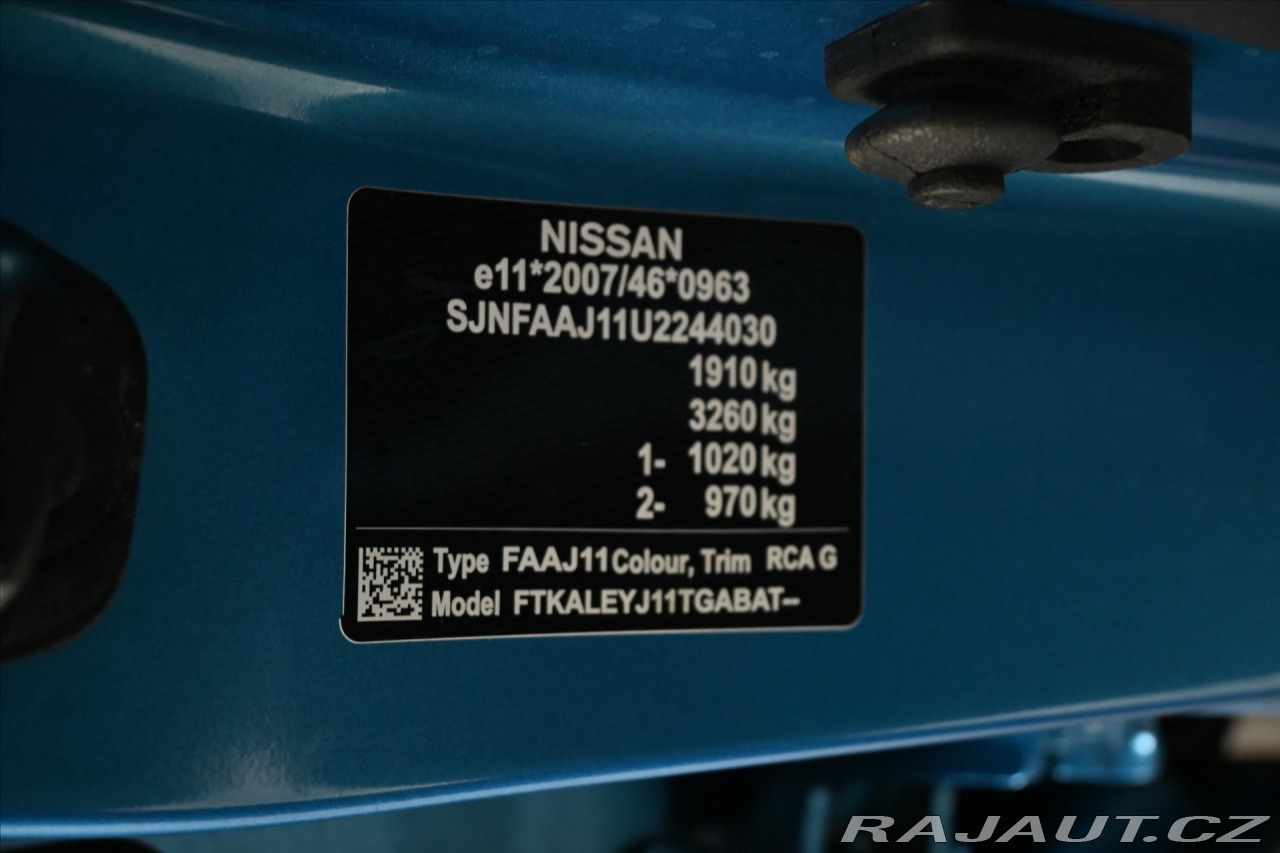 NISSAN
e11*2007/46*0963
SJNFAAJ11U2244030
1910 kg
3260 kg
1- 1020 kg
2- 970 kg
Type FAAJ11 Colour, Trim RCA G
Model FTKALEYJ11TGABAT--
RAJAUT.CZ